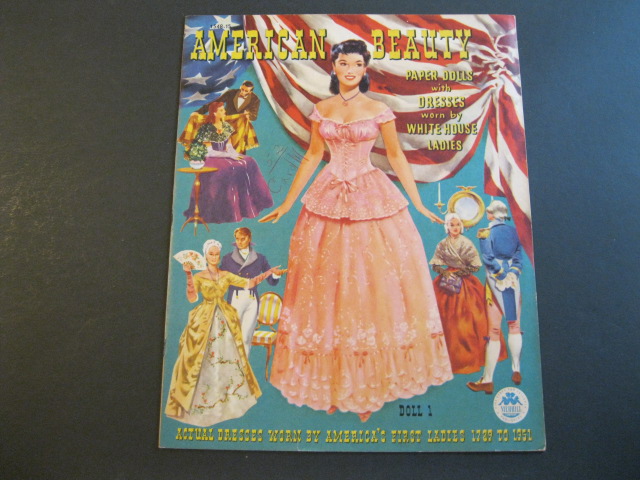 AMERICAN BEAUTY
PAPER DOLLS
with
DRESSES
worn by
WHITE HOUSE
LADIES
DOLL 1
ACTUAL DRESSES WORN BY AMERICA'S FIRST LADIES 1789 TO 1951